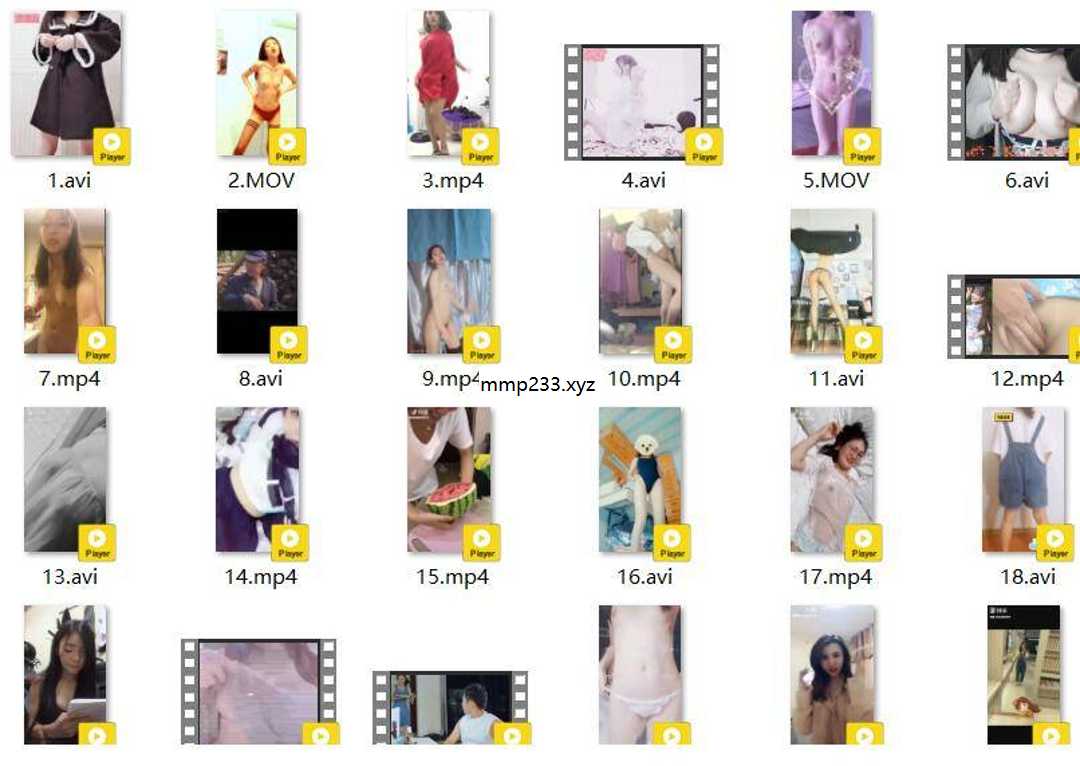 Player Player Player Player Player
1.avi 2.MOV 3.mp4 4.avi 5.MOV 6.avi
Player Player Player Player Player
7.mp4 8.avi 9.mp4 10.mp4 11.avi 12.mp4
mmp233.xyz
Player Player Player Player Player Player
13.avi 14.mp4 15.mp4 16.avi 17.mp4 18.avi